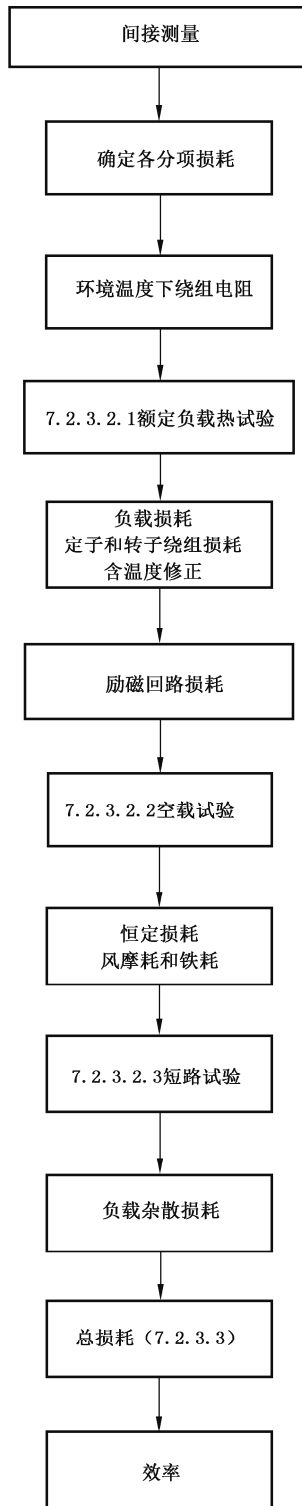 间接测量
确定各分项损耗
环境温度下绕组电阻
7.2.3.2.1额定负载热试验
负载损耗
定子和转子绕组损耗
含温度修正
励磁回路损耗
7.2.3.2.2空载试验
恒定损耗
风摩耗和铁耗
7.2.3.2.3短路试验
负载杂散损耗
总损耗（7.2.3.3）
效率